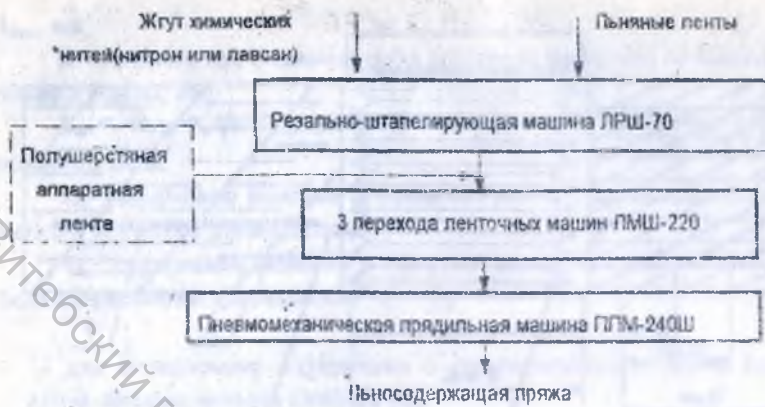 Жгут химических
нитей(нитрон или лавсан)
Льняные ленты
Резально-штапелирующая машина ЛРШ-70
Полушерстяная
аппаратная
лента
3 перехода ленточных машин ЛМШ-220
Пневмомеханическая прядильная машина ППМ-240Ш
Льносодержащая пряжа
Витебский